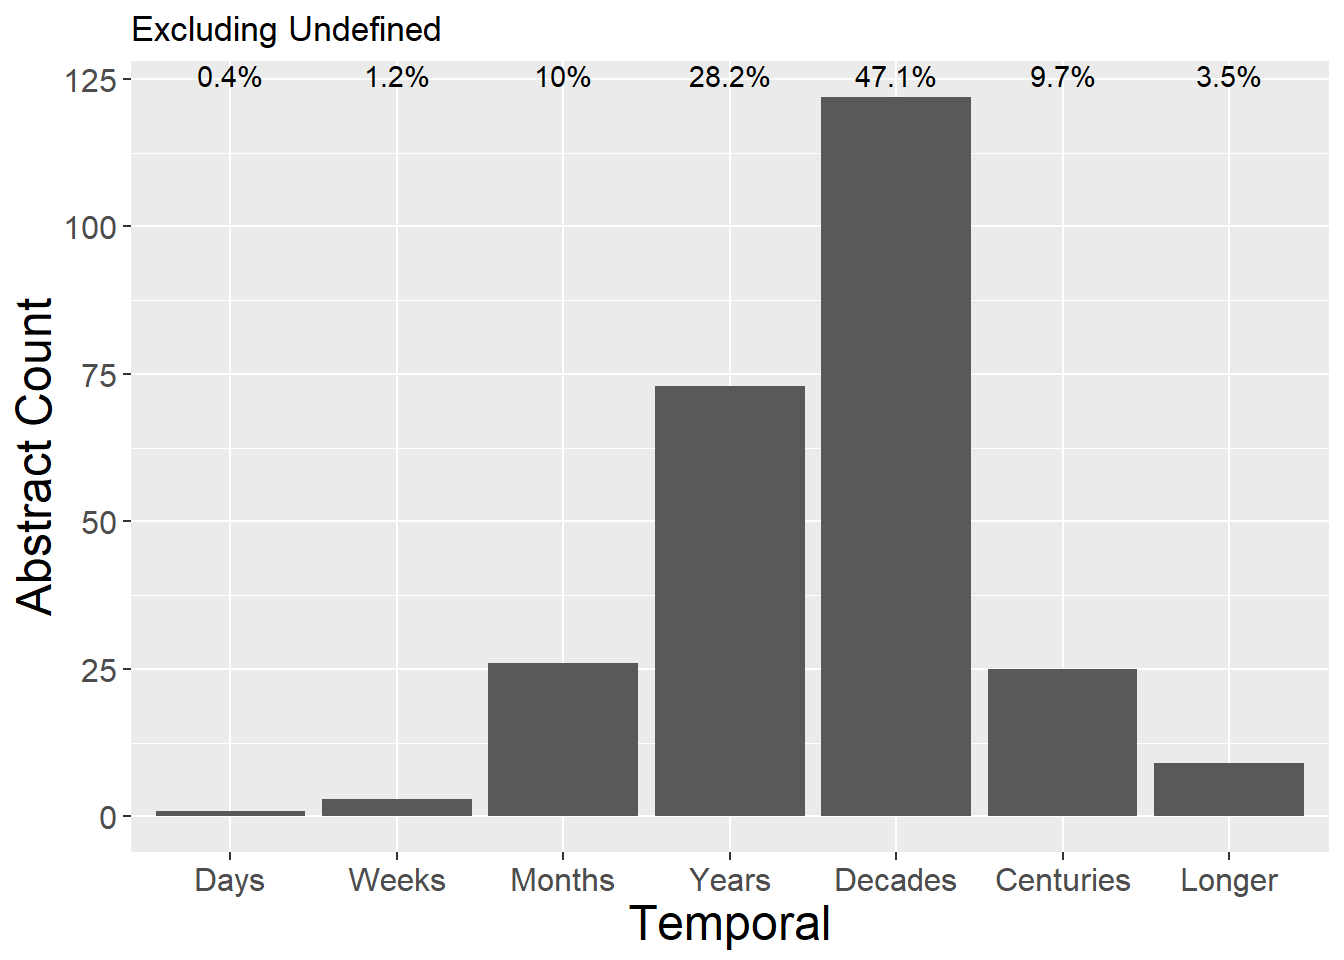 Excluding Undefined
0.4% 1.2% 10% 28.2% 47.1% 9.7% 3.5%
125
100
75
50
25
0
Abstract Count
Days Weeks Months Years Decades Centuries Longer
Temporal